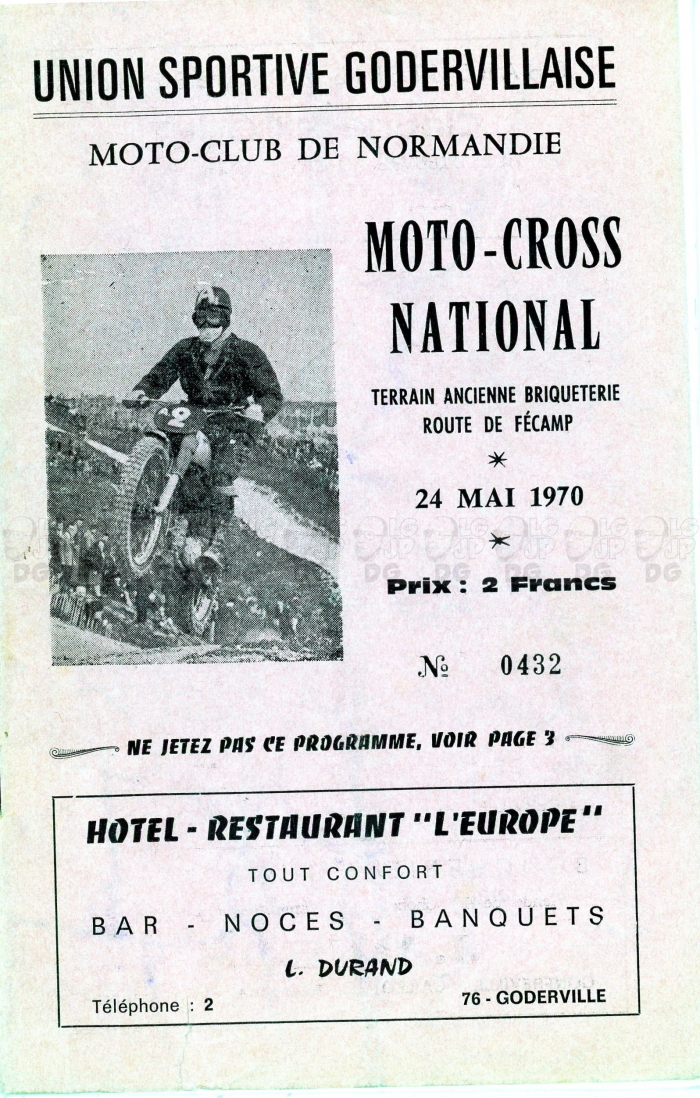 UNION SPORTIVE GODERVILLAISE
MOTO-CLUB DE NORMANDIE
MOTO-CROSS
NATIONAL
TERRAIN ANCIENNE BRIQUETERIE
ROUTE DE FÉCAMP
24 MAI 1970
Prix : 2 Francs
№ 0432
2
NE JETEZ PAS CE PROGRAMME, VOIR PAGE 3
HOTEL - RESTAURANT "L'EUROPE"
TOUT CONFORT
BAR - NOCES - BANQUETS
L. DURAND
Téléphone : 2
76 - GODERVILLE